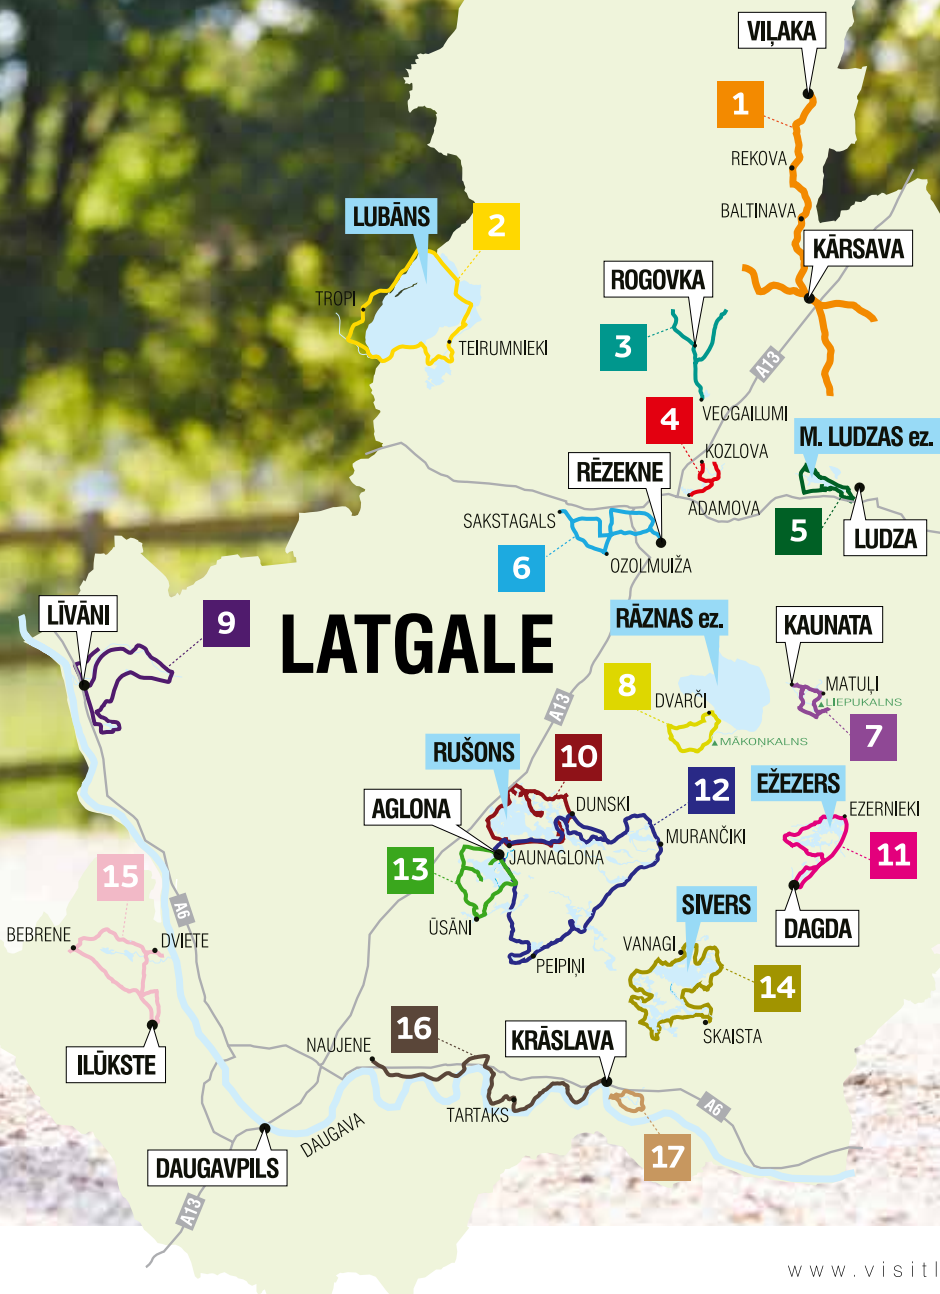 VIĻAKA
1
REKOVA
BALTINAVA
LUBĀNS
2
KĀRSAVA
ROGOVKA
TROPI
3
TEIRUMNIEKI
A13
VECGAILUMI
4
KOZLOVA
M. LUDZAS ez.
RĒZEKNE
ADAMOVA
SAKSTAGALS
5
LUDZA
6
OZOLMUIŽA
LĪVĀNI
9
LATGALE
RĀZNAS ez.
KAUNATA
8
DVARČI
MATUĻI
LIEPUKALNS
A13
MĀKOŅKALNS
7
RUŠONS
10
12
EŽEZERS
AGLONA
DUNSKI
EZERNIEKI
MURANČIKI
JAUNAGLONA
11
13
15
A6
SIVERS
DAGDA
ŪSĀNI
BEBRENE
DVIETE
VANAGI
PEIPIŅI
14
16
KRĀSLAVA
SKAISTA
NAUJENE
ILŪKSTE
TARTAKS
A6
DAUGAVA
17
DAUGAVPILS
A13
www.visitl